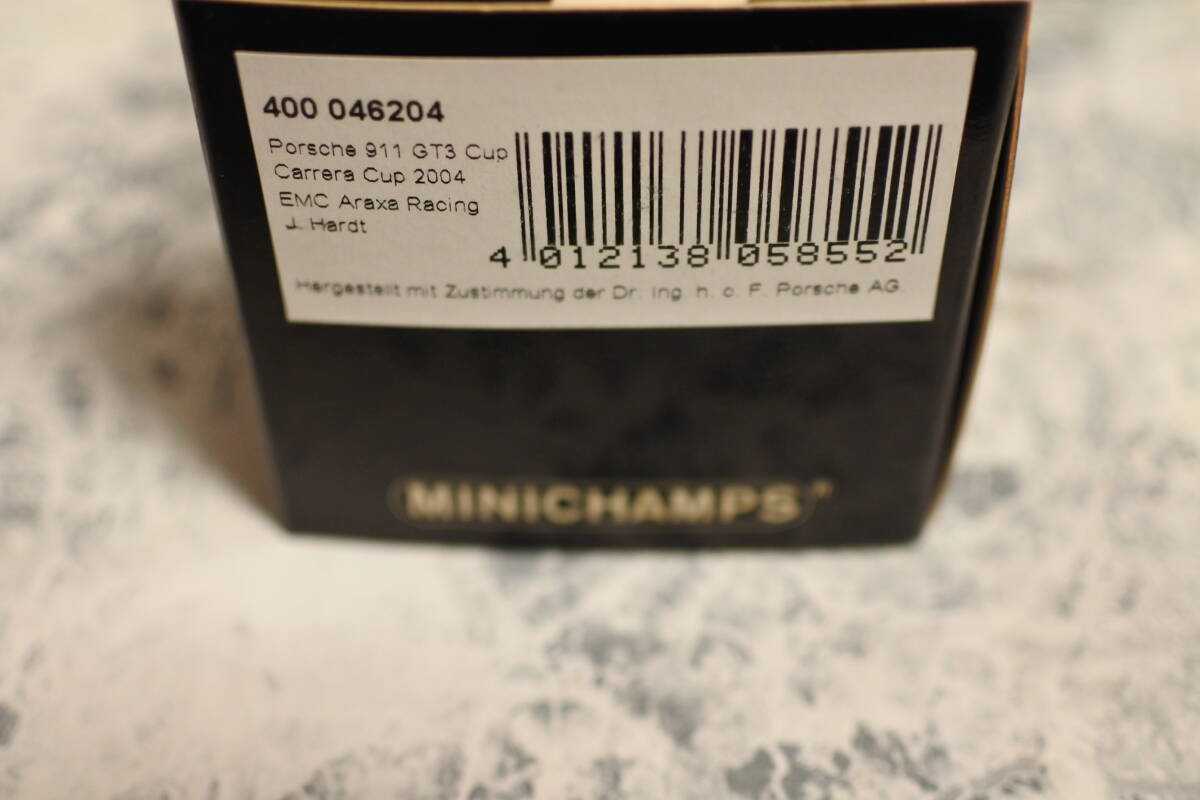 400 046204
Porsche 911 GT3 Cup
Carrera Cup 2004
EMC Araxa Racing
J. Hardt
4 012138 058552
Hergestellt mit Zustimmung der Dr. Ing. h. c. F. Porsche AG.
MINICHAMPS